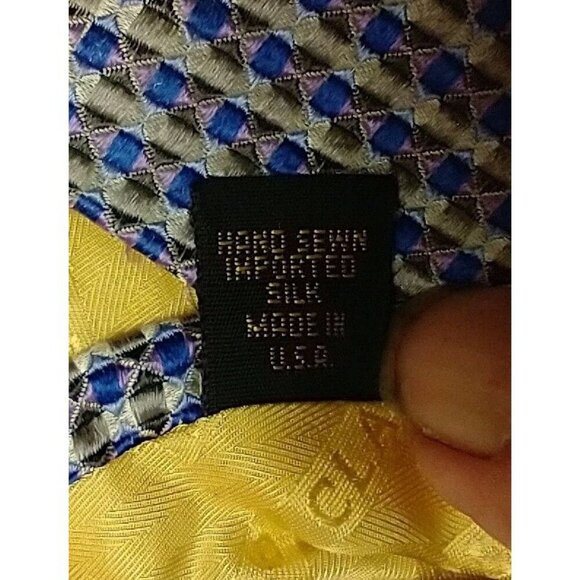 HAND SEWN
IMPORTED
SILK
MADE IN
U.S.A.